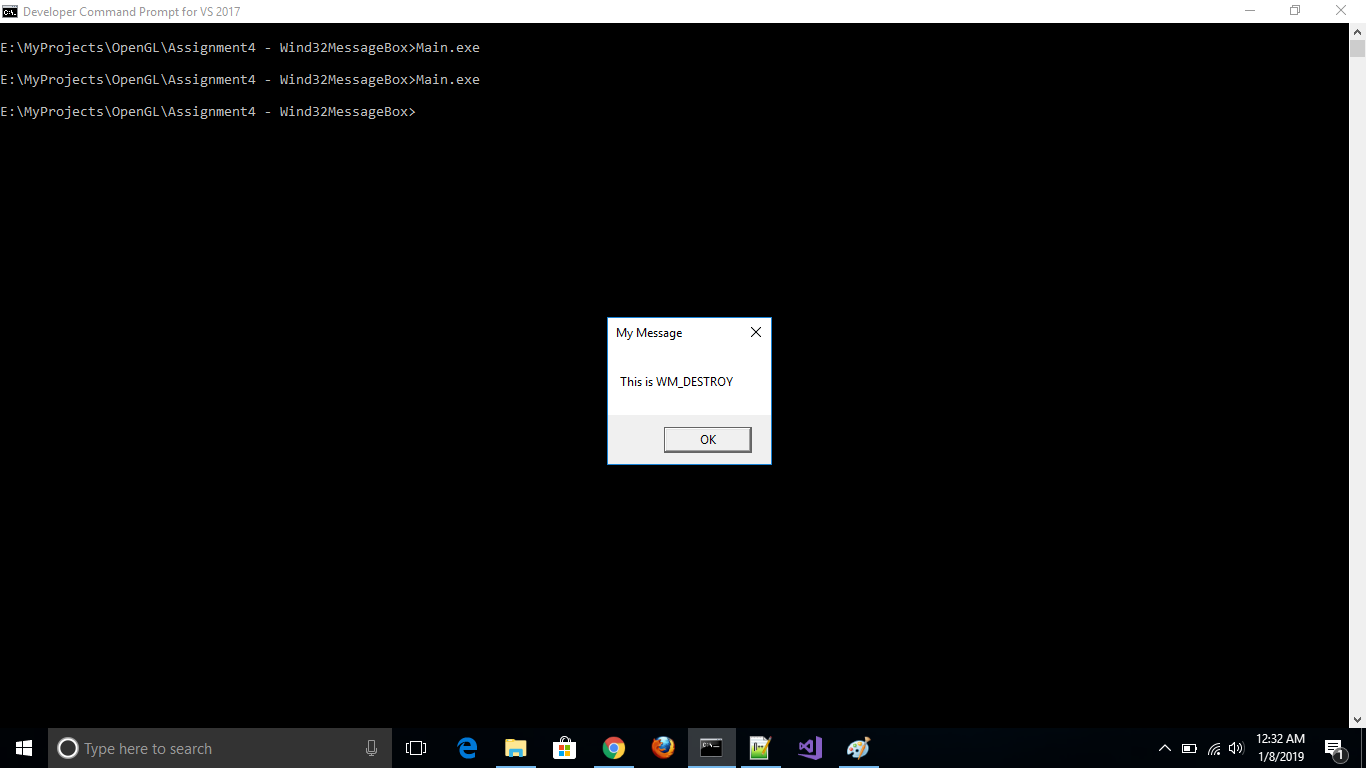 Developer Command Prompt for VS 2017
E:\MyProjects\OpenGL\Assignment4 - Wind32MessageBox>Main.exe
E:\MyProjects\OpenGL\Assignment4 - Wind32MessageBox>Main.exe
E:\MyProjects\OpenGL\Assignment4 - Wind32MessageBox>
My Message
This is WM_DESTROY
OK
Type here to search
12:32 AM
1/8/2019
1